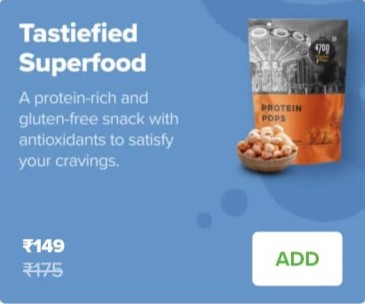 Tastiefied
Superfood
A protein-rich and
gluten-free snack with
antioxidants to satisfy
your cravings.
4700
PROTEIN
POPS
₹149
₹175
ADD